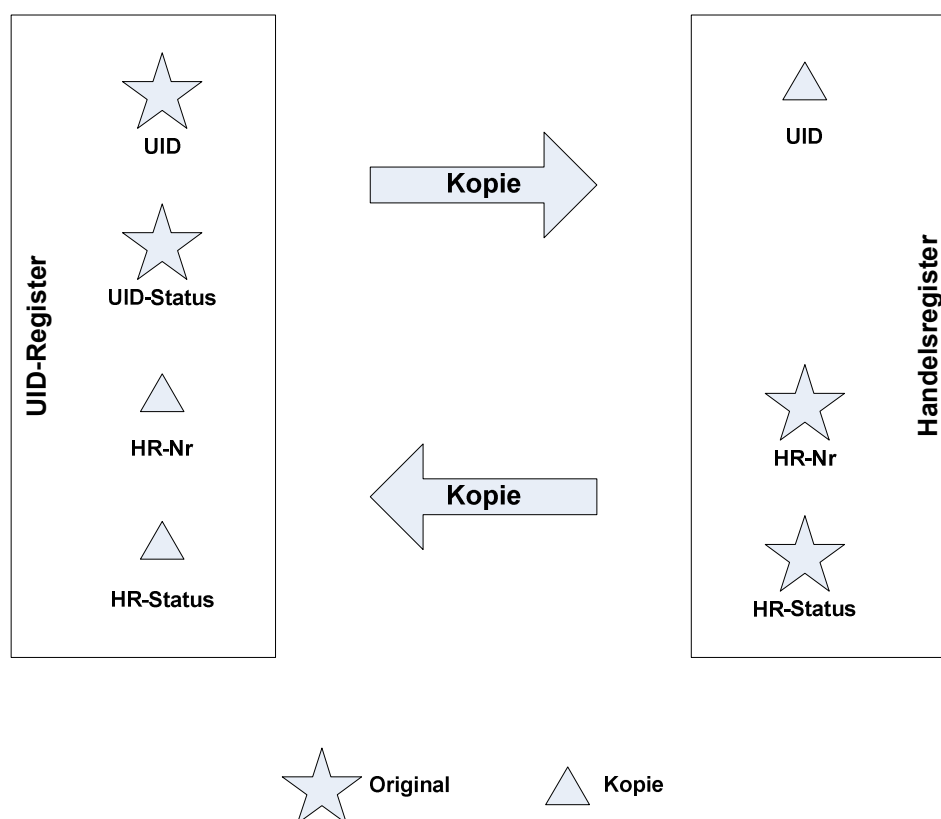 UID-Register
UID
UID-Status
HR-Nr
HR-Status
Kopie
Kopie
UID
HR-Nr
HR-Status
Handelsregister
Original
Kopie